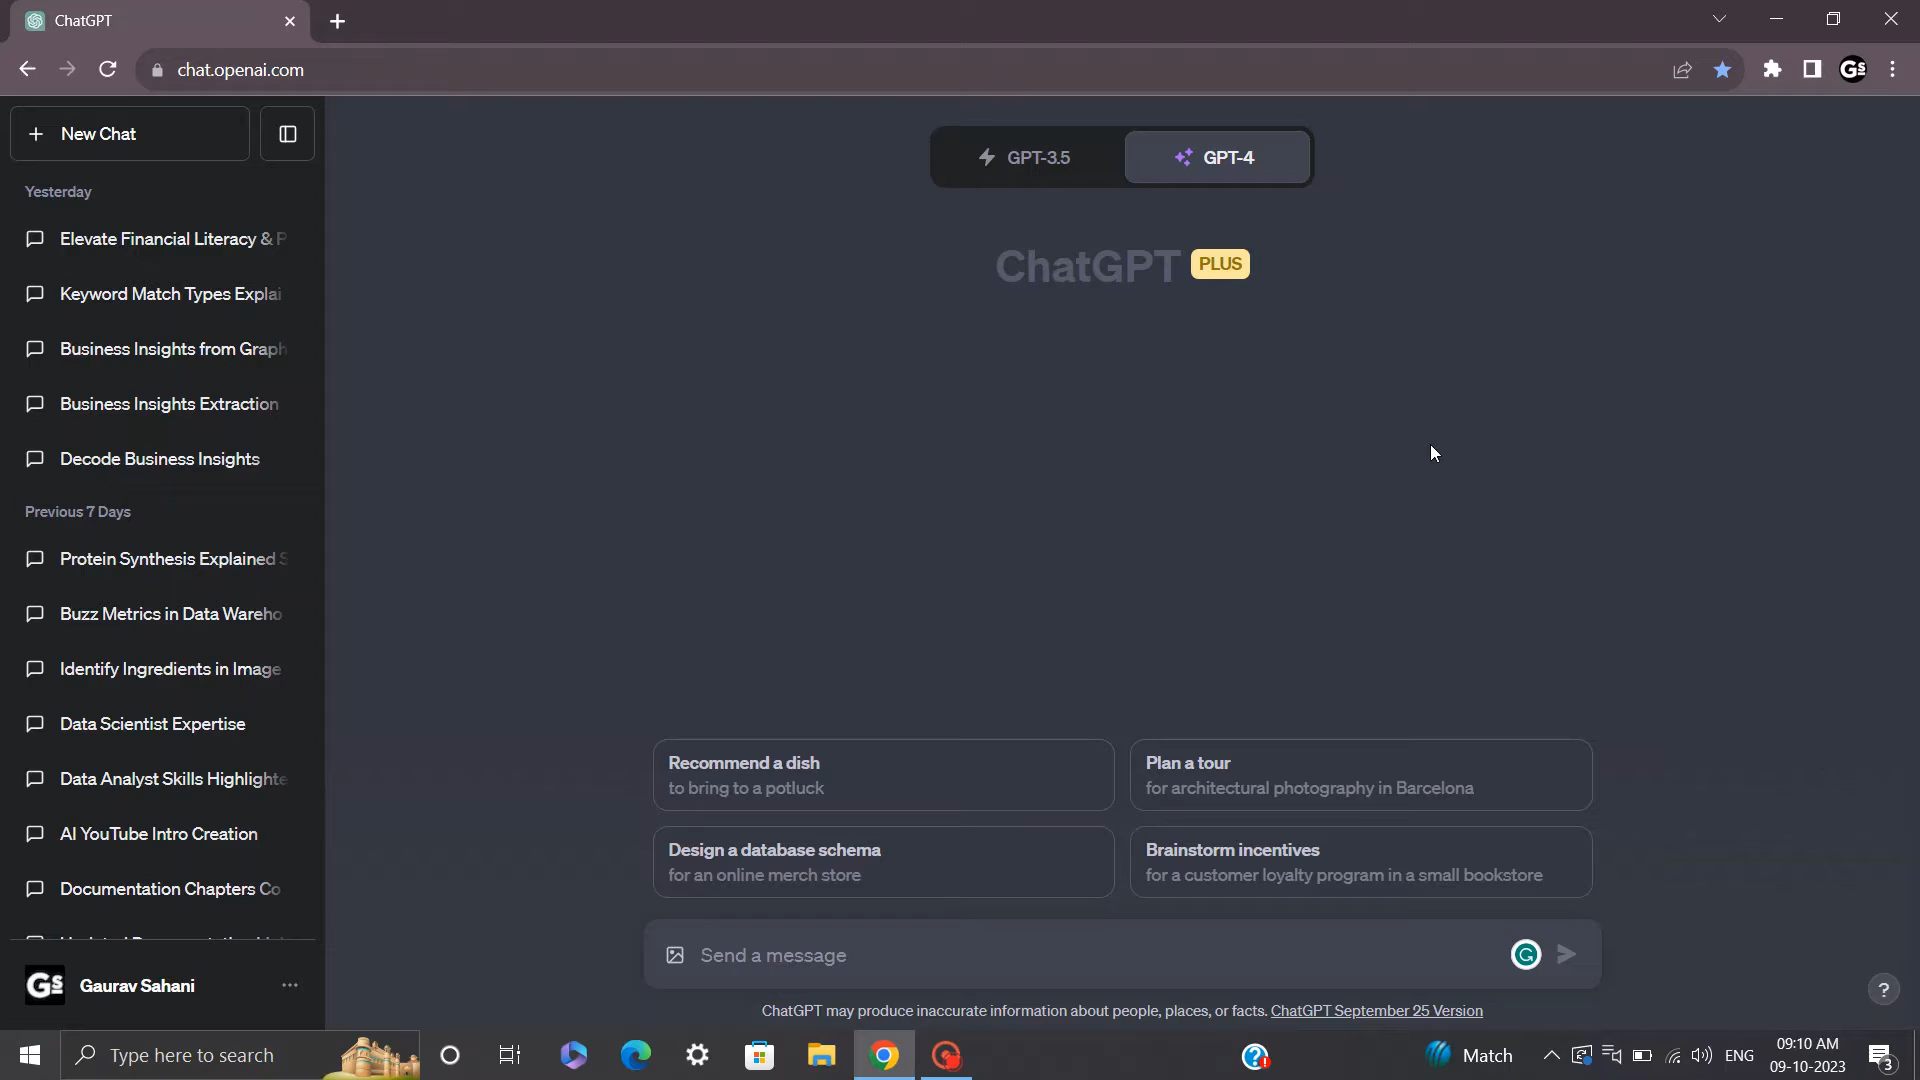 ChatGPT
chat.openai.com
Gs
New Chat
GPT-3.5
GPT-4
Yesterday
Elevate Financial Literacy & P
Keyword Match Types Explai
Business Insights from Graph
Business Insights Extraction
Decode Business Insights
Previous 7 Days
Protein Synthesis Explained S
Buzz Metrics in Data Wareho
Identify Ingredients in Image
Data Scientist Expertise
Data Analyst Skills Highlighte
AI YouTube Intro Creation
Documentation Chapters Co
Gs Gaurav Sahani
ChatGPT PLUS
Recommend a dish
to bring to a potluck
Plan a tour
for architectural photography in Barcelona
Design a database schema
for an online merch store
Brainstorm incentives
for a customer loyalty program in a small bookstore
Send a message
ChatGPT may produce inaccurate information about people, places, or facts. ChatGPT September 25 Version
?
Type here to search
Match
ENG
09:10 AM
09-10-2023
3